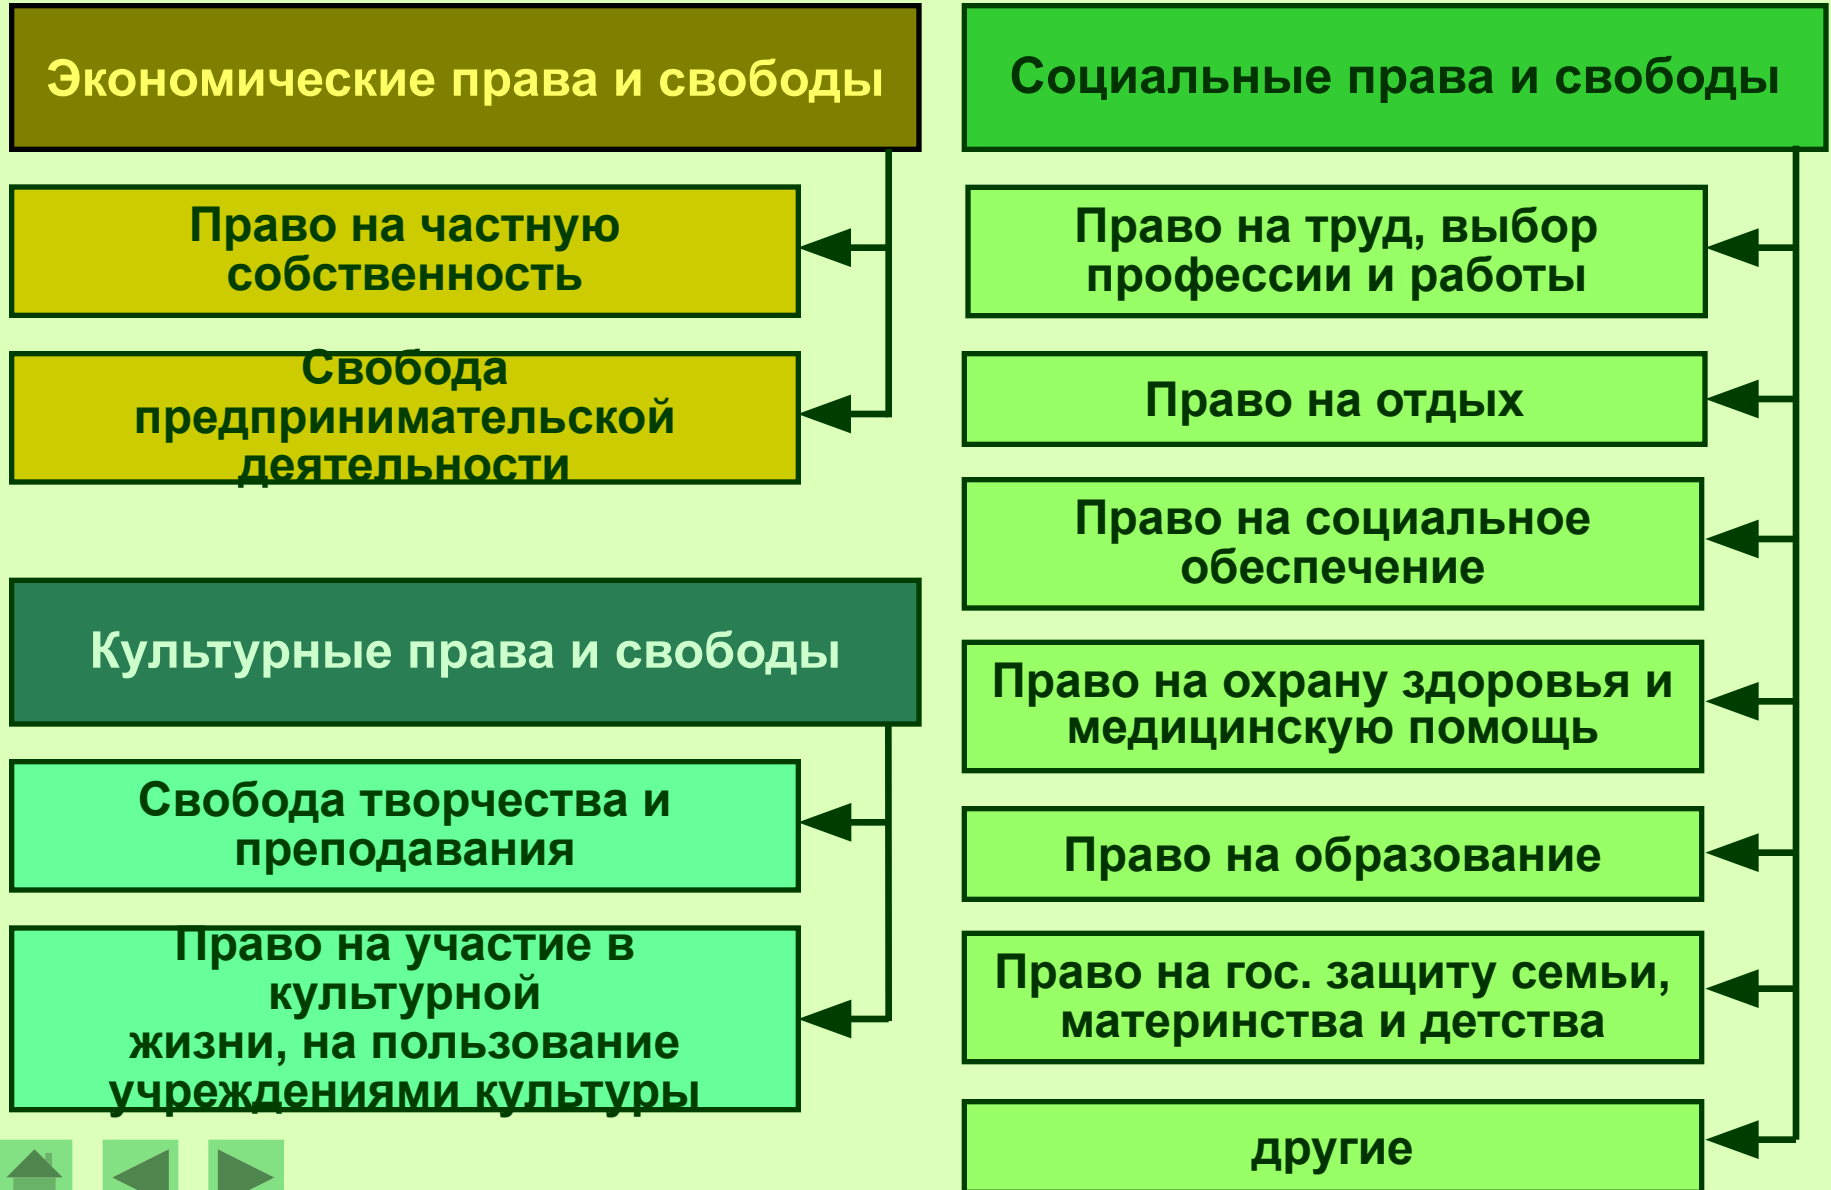 Экономические права и свободы
Право на частную
собственность
Свобода
предпринимательской
деятельности
Культурные права и свободы
Свобода творчества и
преподавания
Право на участие в
культурной
жизни, на пользование
учреждениями культуры
Социальные права и свободы
Право на труд, выбор
профессии и работы
Право на отдых
Право на социальное
обеспечение
Право на охрану здоровья и
медицинскую помощь
Право на образование
Право на гос. защиту семьи,
материнства и детства
другие